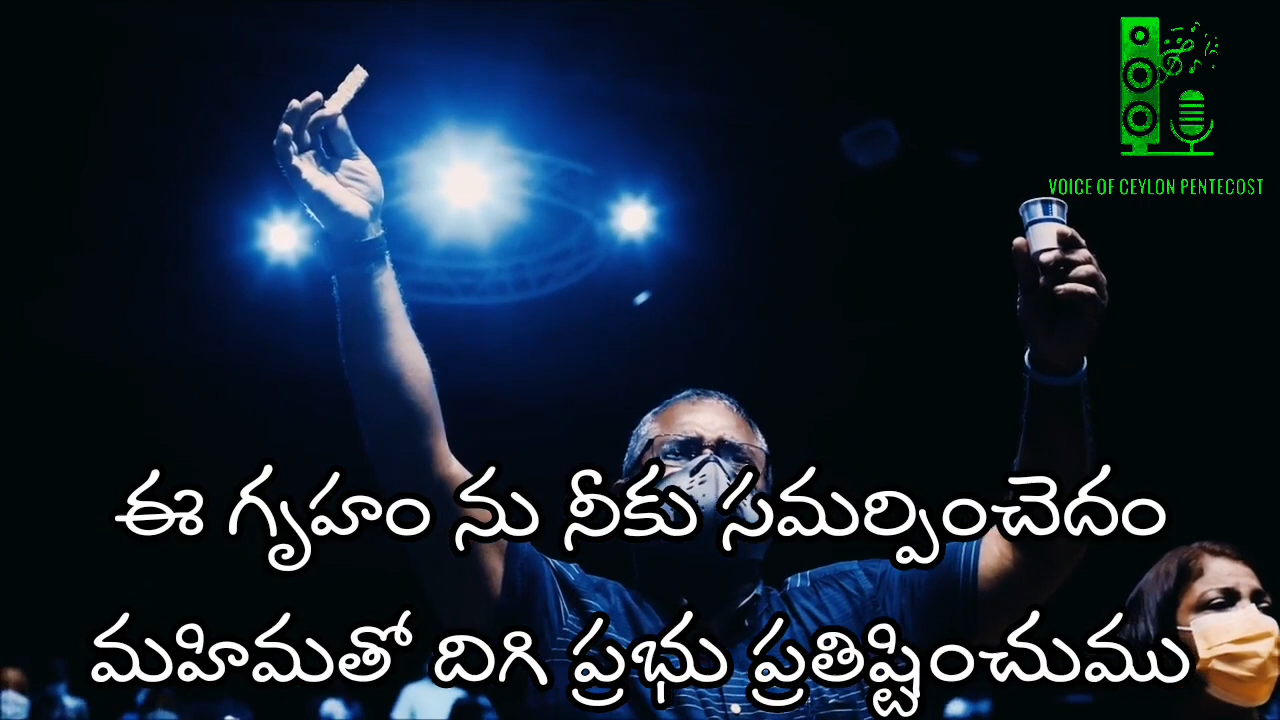 VOICE OF CEYLON PENTECOST
ఈ గృహం ను నీకు సమర్పించెదం
మహిమతో దిగి ప్రభు ప్రతిష్టించుము